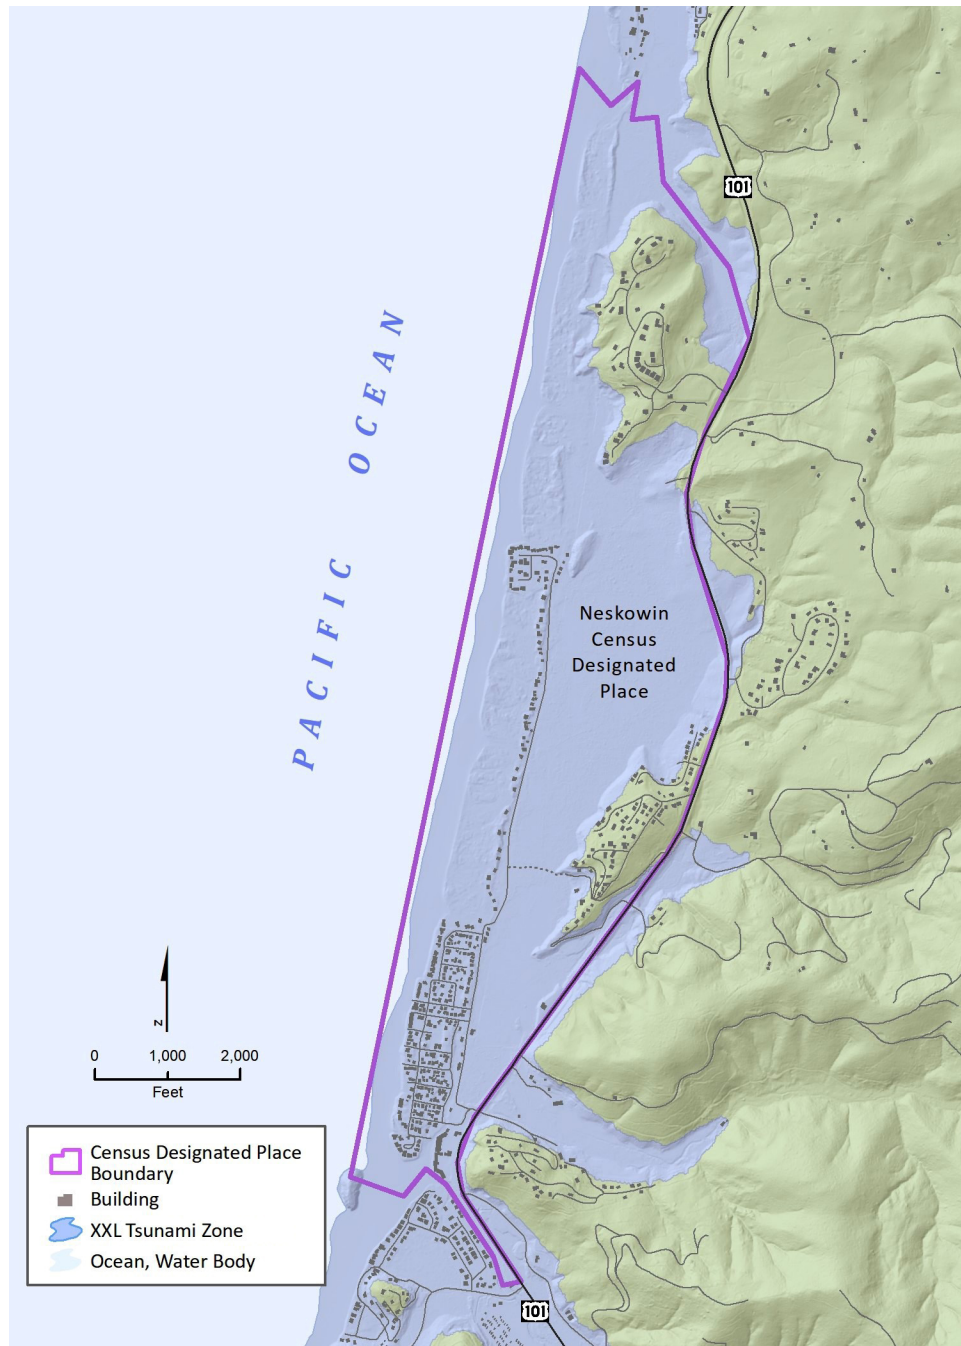 101
PACIFIC OCEAN
Neskowin
Census
Designated
Place
N
0 1,000 2,000
Feet
Census Designated Place
Boundary
Building
XXL Tsunami Zone
Ocean, Water Body
101